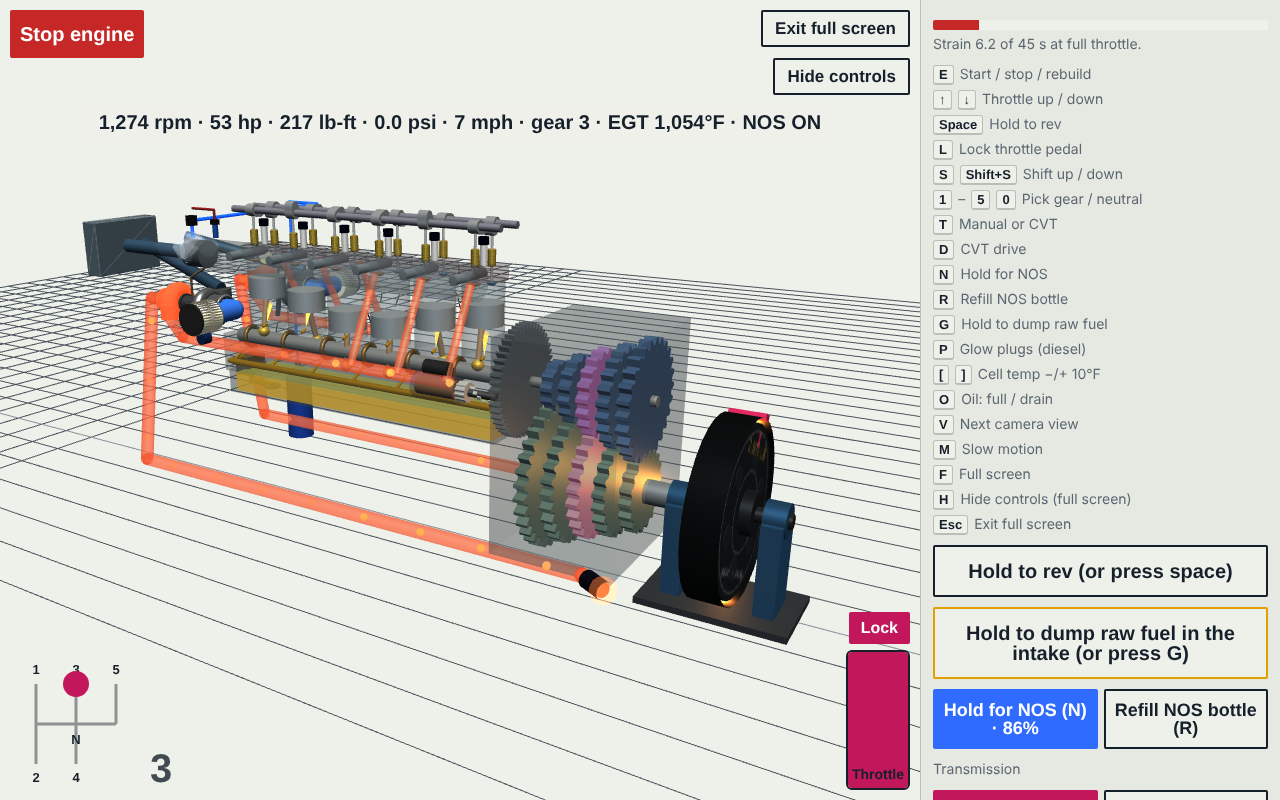 Stop engine
Exit full screen
Hide controls
1,274 rpm · 53 hp · 217 lb-ft · 0.0 psi · 7 mph · gear 3 · EGT 1,054°F · NOS ON
Lock
Throttle
1 3 5
N
2 4
3
Strain 6.2 of 45 s at full throttle.
E Start / stop / rebuild
↑ ↓ Throttle up / down
Space Hold to rev
L Lock throttle pedal
S Shift+S Shift up / down
1 – 5 0 Pick gear / neutral
T Manual or CVT
D CVT drive
N Hold for NOS
R Refill NOS bottle
G Hold to dump raw fuel
P Glow plugs (diesel)
[ ] Cell temp −/+ 10°F
O Oil: full / drain
V Next camera view
M Slow motion
F Full screen
H Hide controls (full screen)
Esc Exit full screen
Hold to rev (or press space)
Hold to dump raw fuel in the
intake (or press G)
Hold for NOS (N)
· 86%
Refill NOS bottle
(R)
Transmission